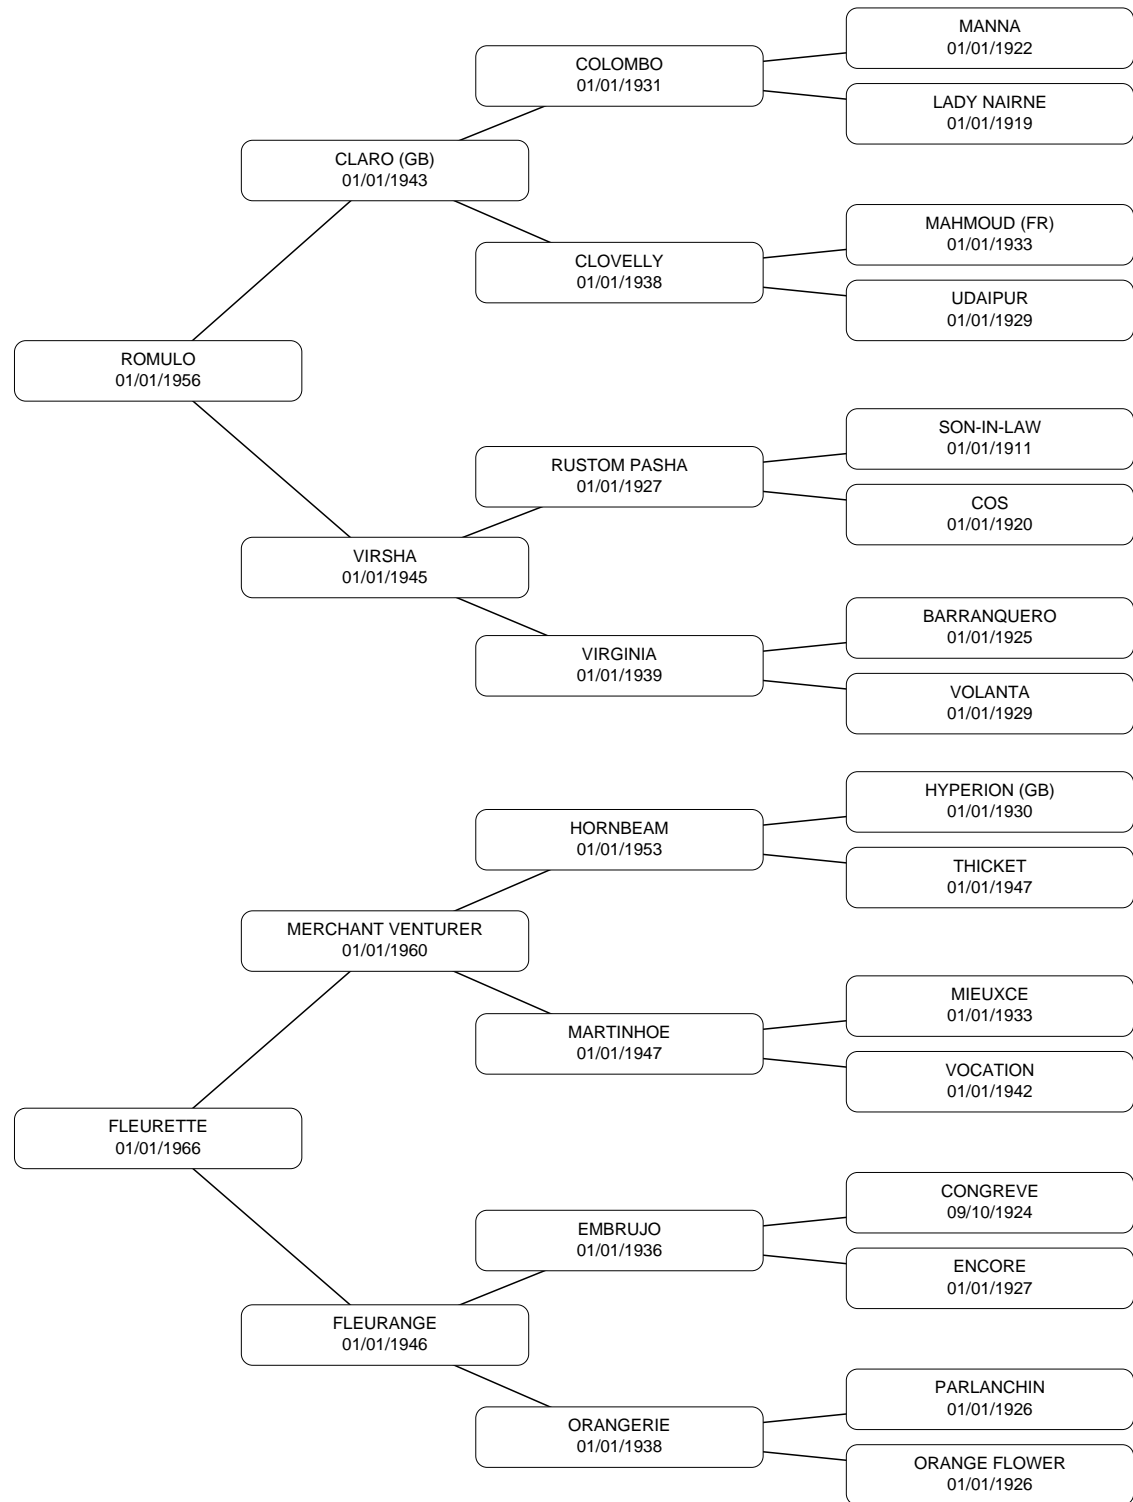 MANNA
01/01/1922
COLOMBO
01/01/1931
LADY NAIRNE
01/01/1919
CLARO (GB)
01/01/1943
MAHMOUD (FR)
01/01/1933
CLOVELLY
01/01/1938
UDAIPUR
01/01/1929
ROMULO
01/01/1956
SON-IN-LAW
01/01/1911
RUSTOM PASHA
01/01/1927
COS
01/01/1920
VIRSHA
01/01/1945
BARRANQUERO
01/01/1925
VIRGINIA
01/01/1939
VOLANTA
01/01/1929
HYPERION (GB)
01/01/1930
HORNBEAM
01/01/1953
THICKET
01/01/1947
MERCHANT VENTURER
01/01/1960
MIEUXCE
01/01/1933
MARTINHOE
01/01/1947
VOCATION
01/01/1942
FLEURETTE
01/01/1966
CONGREVE
09/10/1924
EMBRUJO
01/01/1936
ENCORE
01/01/1927
FLEURANGE
01/01/1946
PARLANCHIN
01/01/1926
ORANGERIE
01/01/1938
ORANGE FLOWER
01/01/1926